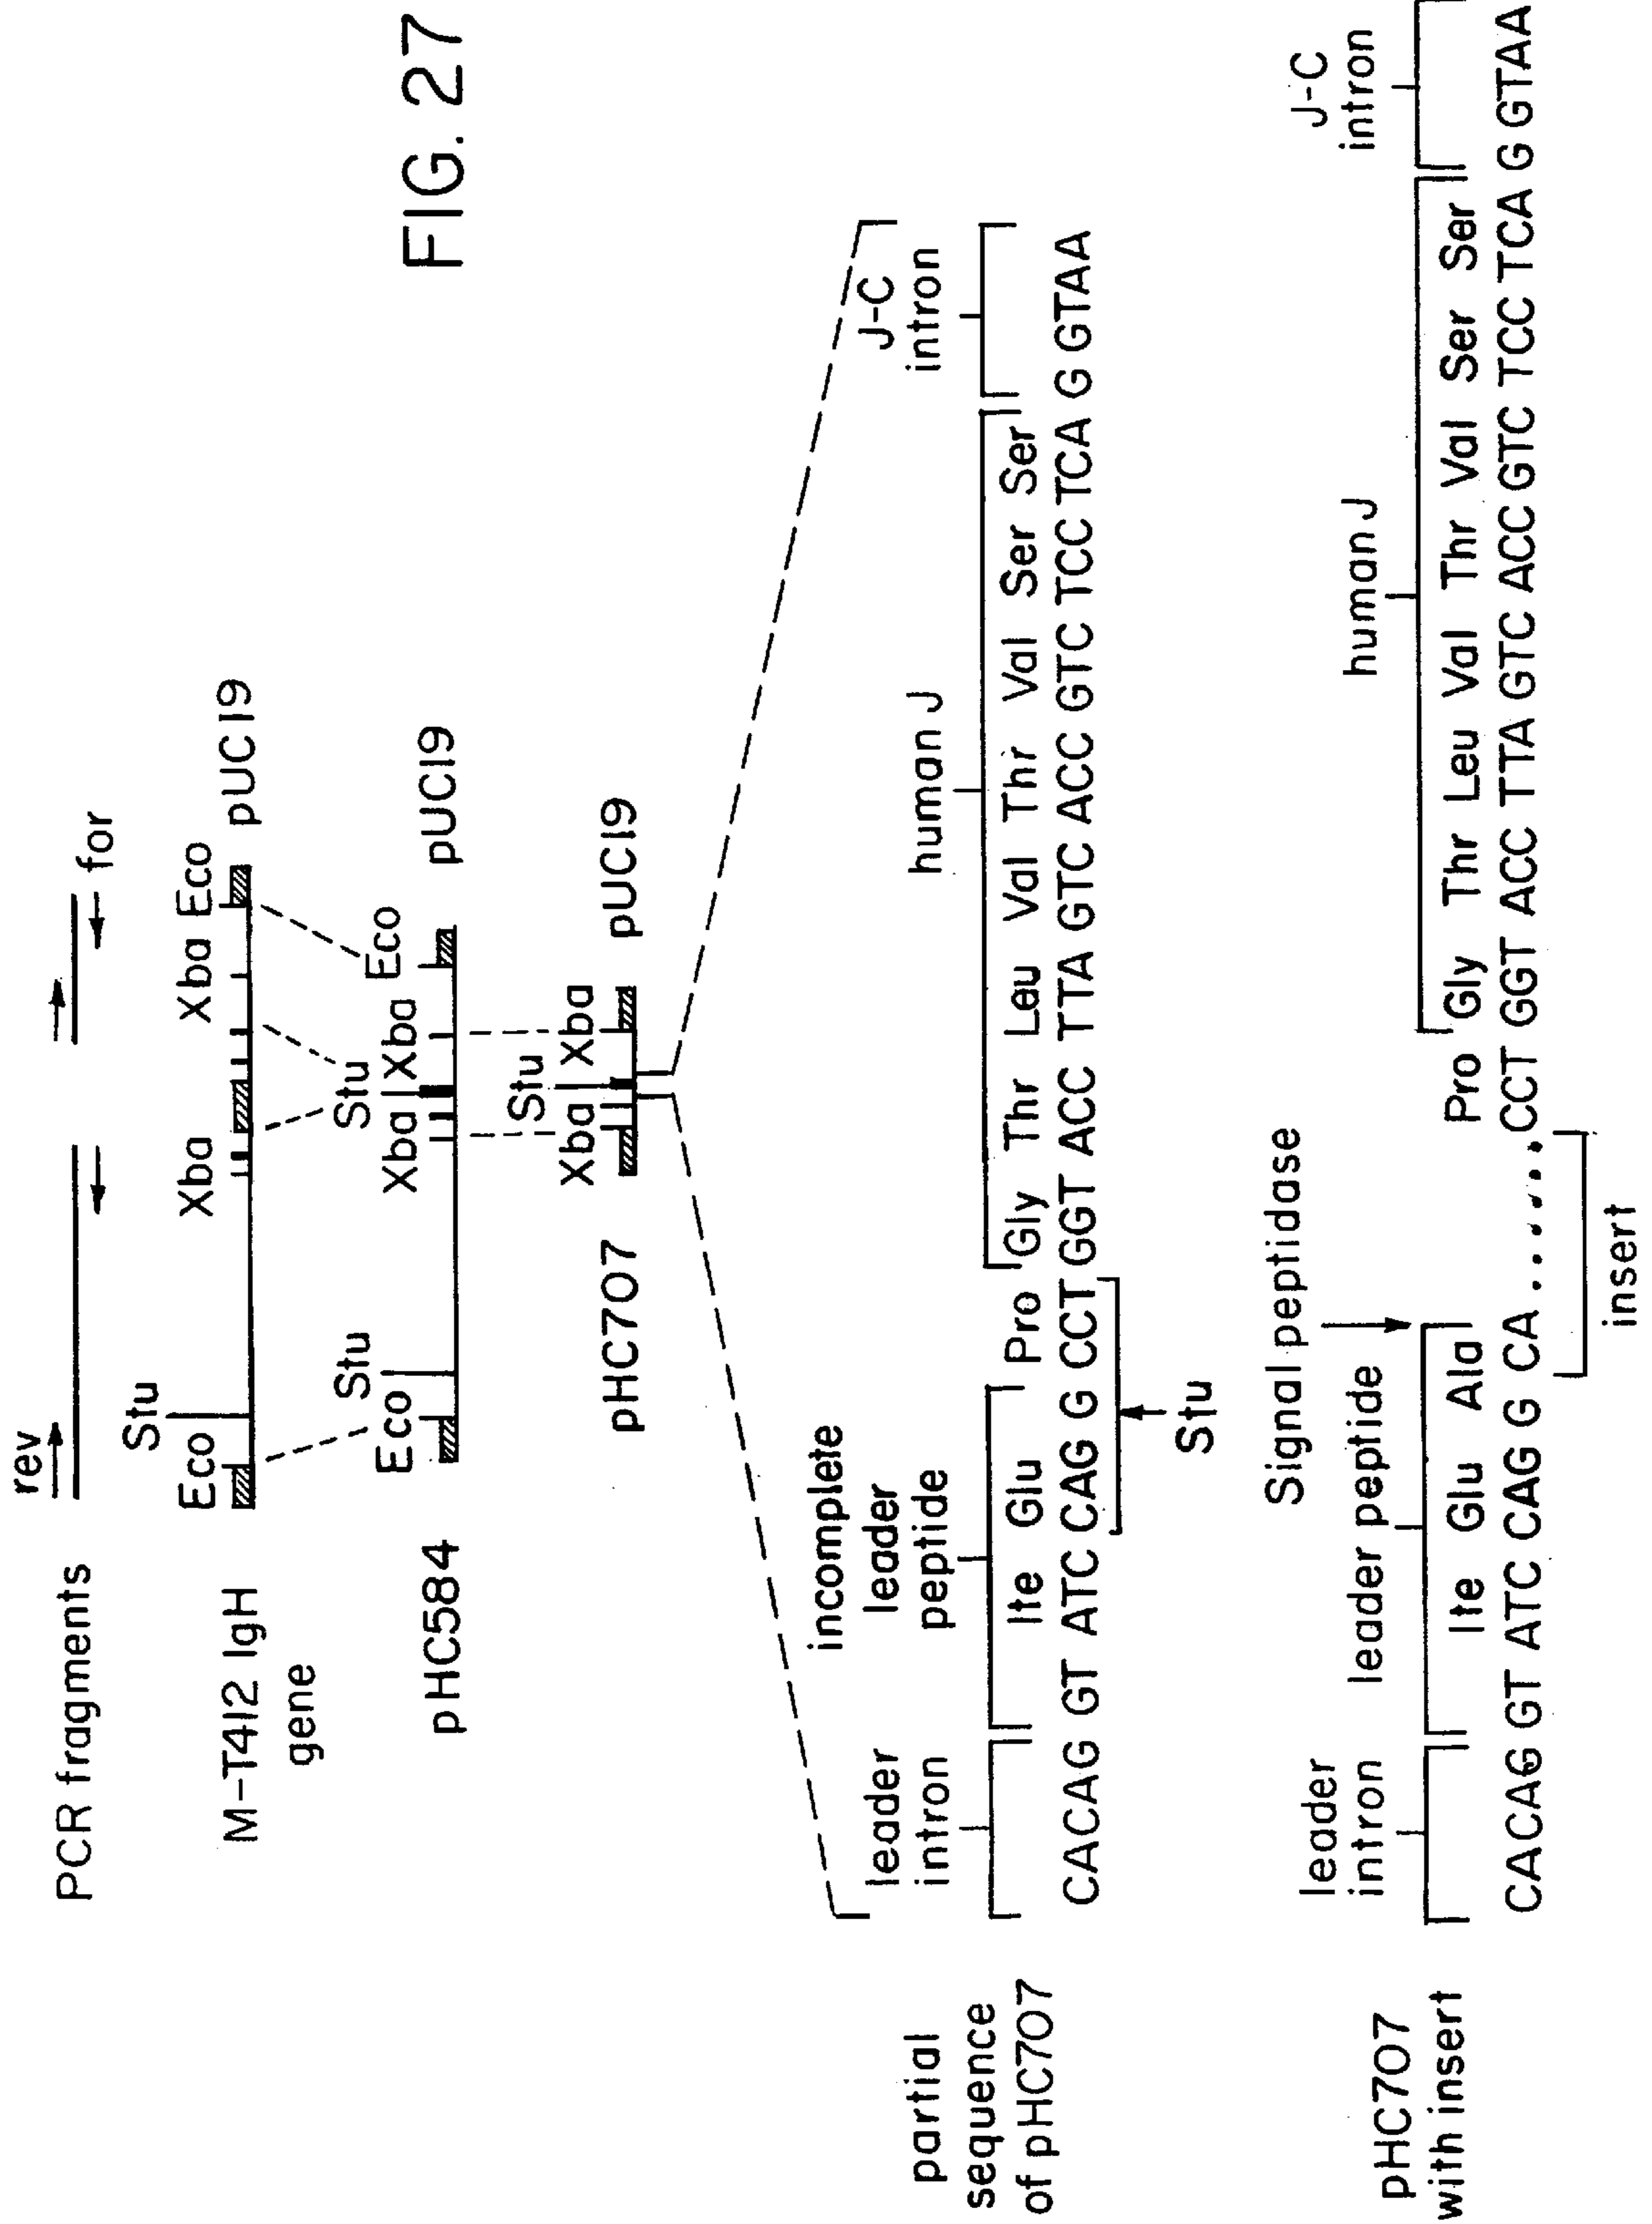 FIG. 27
PCR fragments
rev
for
M-T412 IgH
gene
Eco
Stu
Xba
Xba
Eco
pUC19
pHC584
Eco
Stu
Xba
Stu
Xba
Eco
pUC19
pHC707
Xba
Stu
Xba
pUC19
partial
sequence
of pHC707
leader
intron
incomplete
leader
peptide
human J
J-C
intron
Ite Glu Pro Gly Thr Leu Val Thr Val Ser Ser
CACAG GT ATC CAG G CCT GGT ACC TTA GTC ACC GTC TCC TCA G GTAA
Stu
pHC707
with insert
leader
intron
leader peptide
Signal peptidase
human J
J-C
intron
Ite Glu Ala Pro Gly Thr Leu Val Thr Val Ser Ser
CACAG GT ATC CAG G CA ...... CCT GGT ACC TTA GTC ACC GTC TCC TCA G GTAA
insert